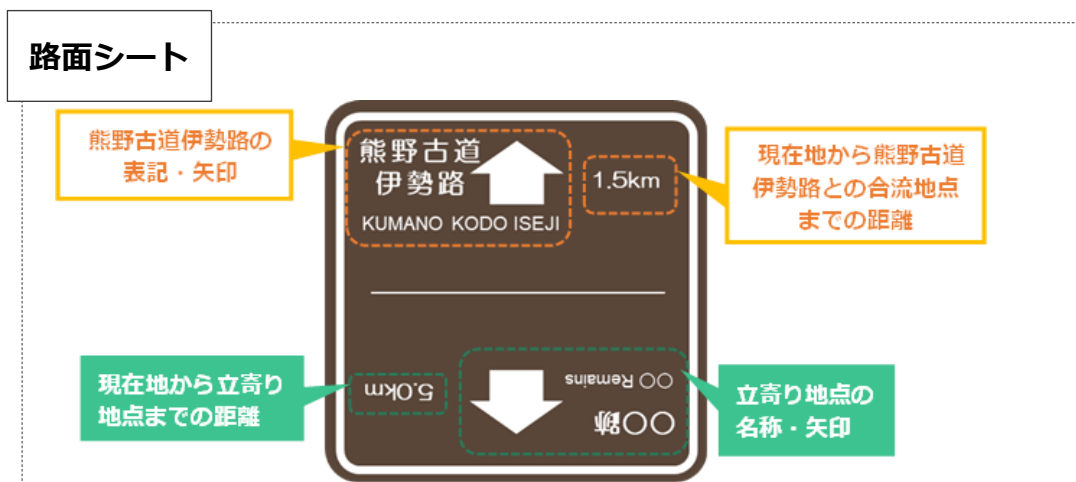 路面シート
熊野古道伊勢路の
表記・矢印
熊野古道
伊勢路
KUMANO KODO ISEJI
1.5km
現在地から熊野古道
伊勢路との合流地点
までの距離
現在地から立寄り
地点までの距離
5.0km
〇〇跡
〇〇 Remains
立寄り地点の
名称・矢印